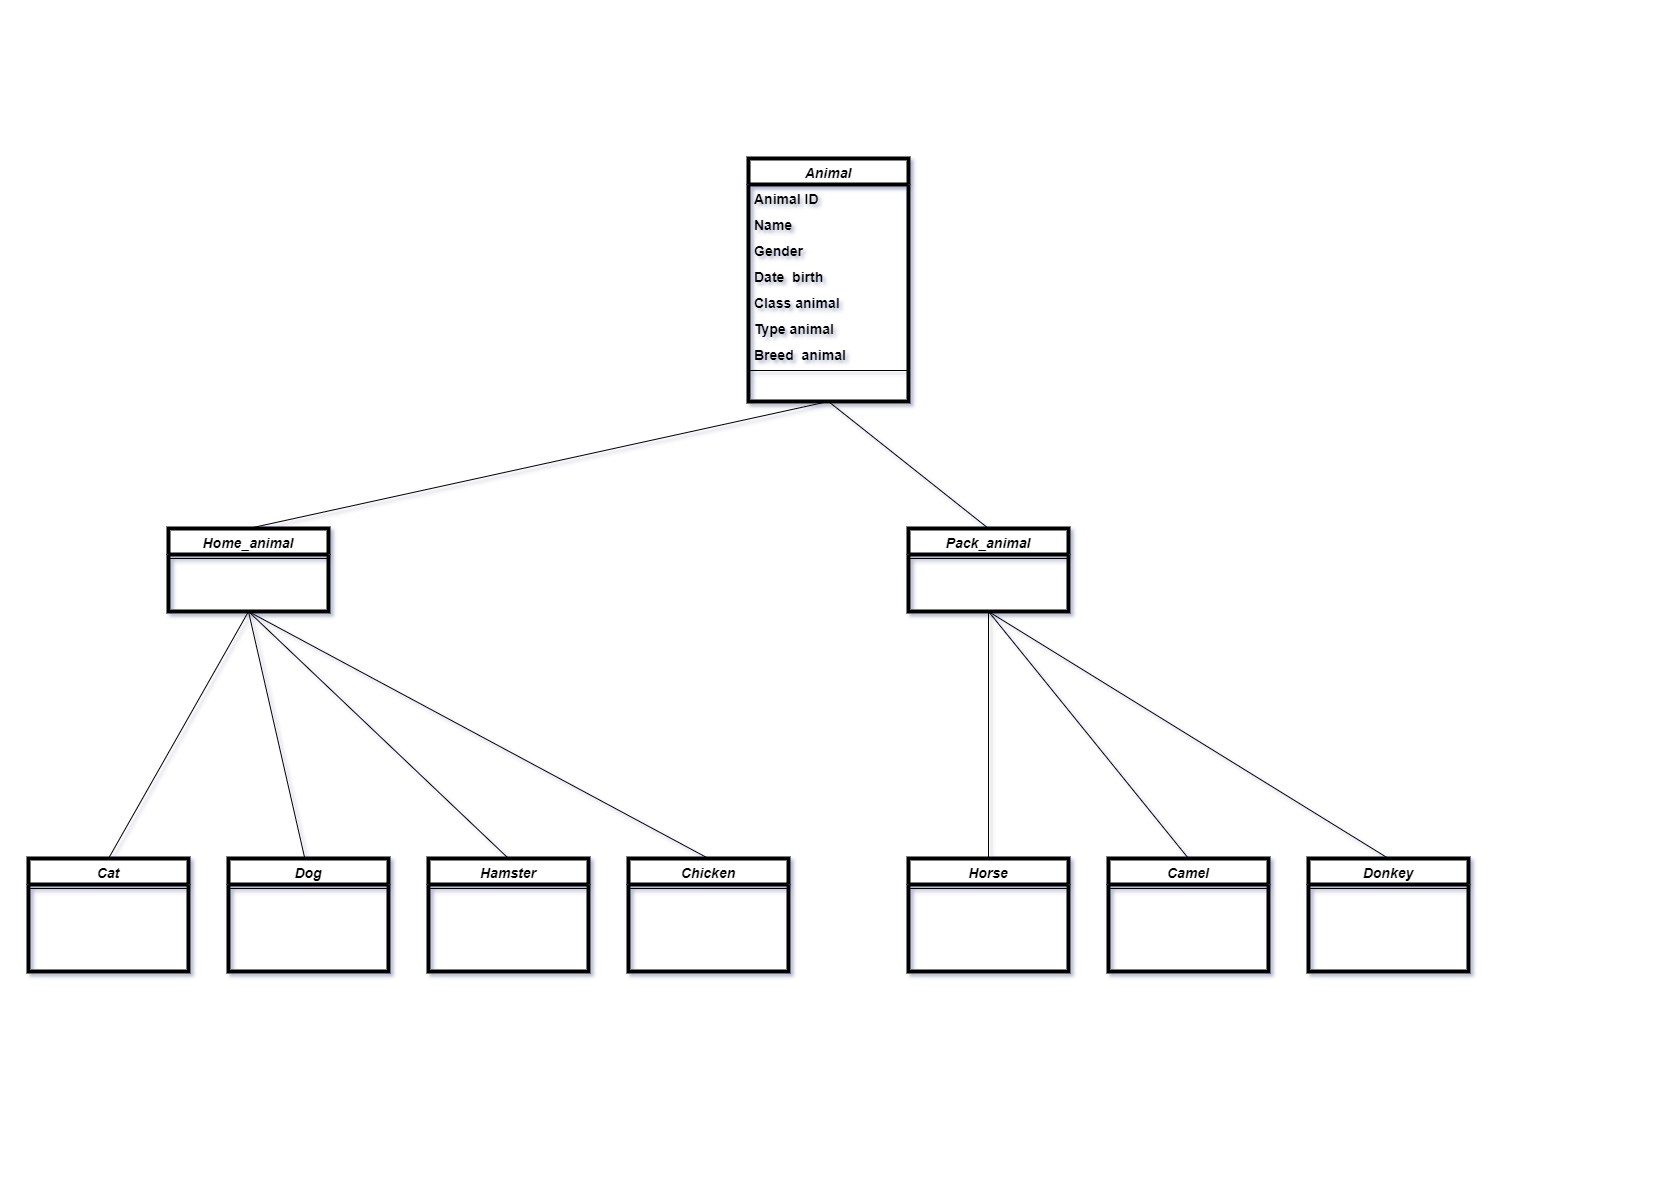 Animal
Animal ID
Name
Gender
Date  birth
Class animal
Type animal
Breed  animal
Home_animal
Pack_animal
Cat
Dog
Hamster
Chicken
Horse
Camel
Donkey